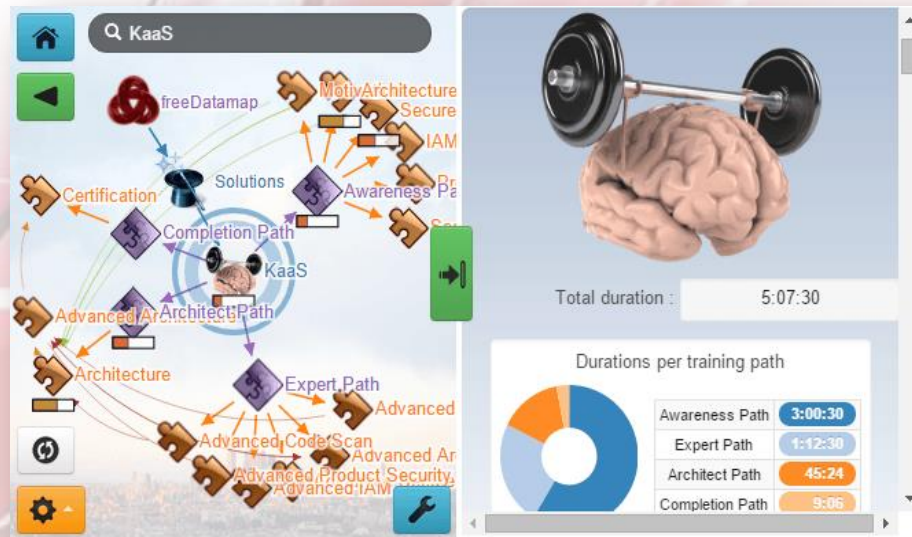 KaaS
freeDatamap
MotivArchitecture
Secure
IAM
Solutions
Awareness Pa
Certification
Completion Path
KaaS
Architect Path
Advanced Architecture
Architecture
Expert Path
Advanced
Advanced Code Scan
Advanced Ar
Advanced Product Security
Advanced IAM
Total duration :
5:07:30
Durations per training path
Awareness Path 3:00:30
Expert Path 1:12:30
Architect Path 45:24
Completion Path 9:06